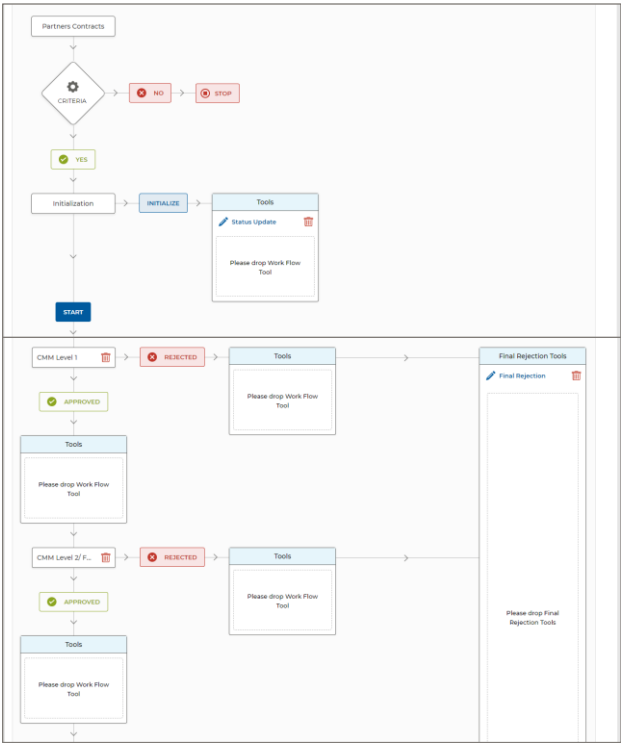 Partners Contracts
CRITERIA
NO
STOP
YES
Initialization
INITIALIZE
Tools
Status Update
Please drop Work Flow
Tool
START
CMM Level 1
REJECTED
Tools
Final Rejection Tools
Final Rejection
Please drop Work Flow
Tool
APPROVED
Tools
Please drop Work Flow
Tool
CMM Level 2/ F...
REJECTED
Tools
Please drop Work Flow
Tool
APPROVED
Please drop Final
Rejection Tools
Tools
Please drop Work Flow
Tool